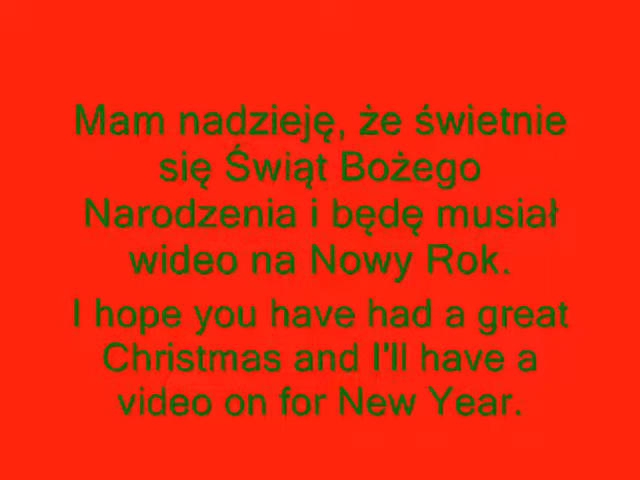 Mam nadzieję, że świetnie
się Świąt Bożego
Narodzenia i będę musiał
wideo na Nowy Rok.
I hope you have had a great
Christmas and I'll have a
video on for New Year.